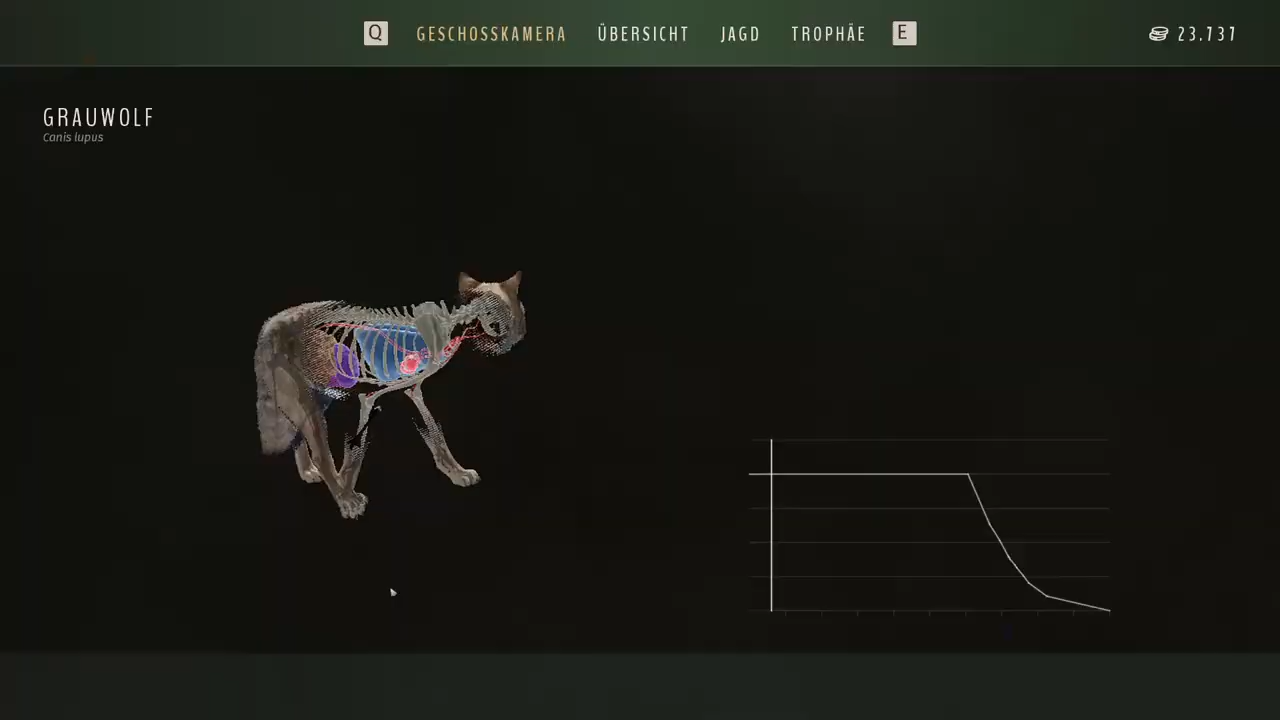 Q GESCHOSSKAMERA ÜBERSICHT JAGD TROPHÄE E 23.737
GRAUWOLF
Canis lupus